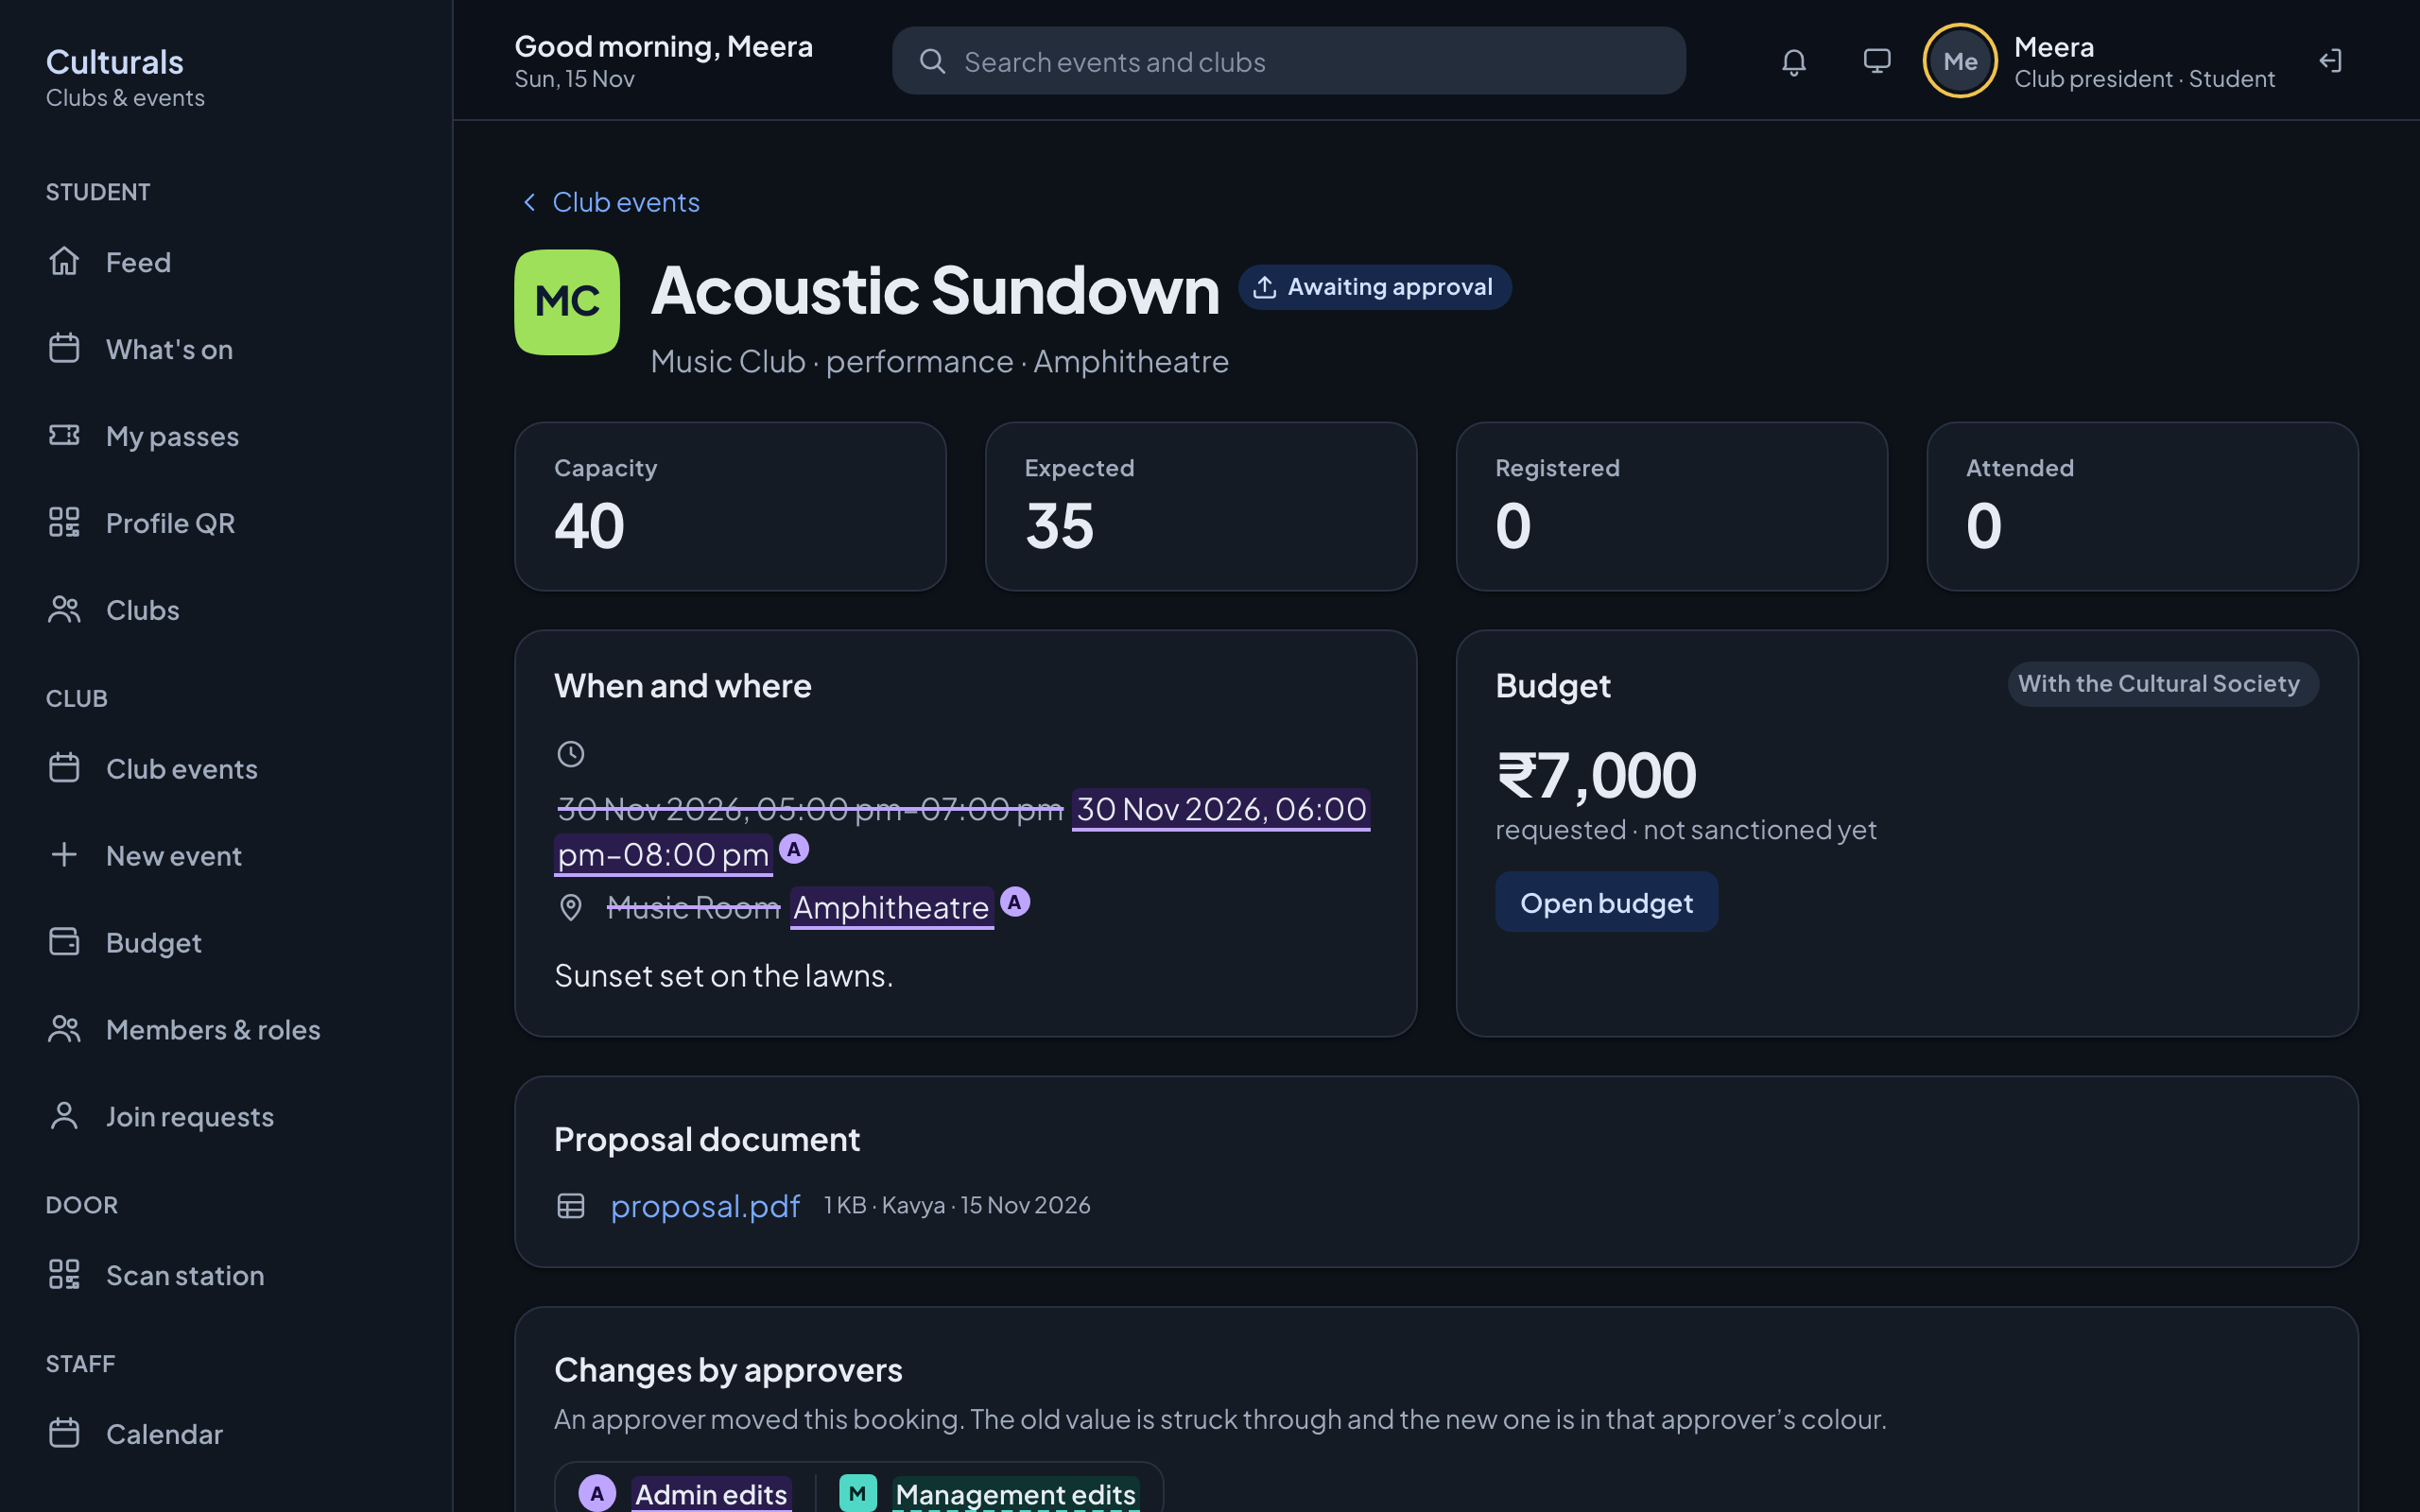 Culturals
Clubs & events
STUDENT
Feed
What's on
My passes
Profile QR
Clubs
CLUB
Club events
New event
Budget
Members & roles
Join requests
DOOR
Scan station
STAFF
Calendar
Good morning, Meera
Sun, 15 Nov
Search events and clubs
Me
Meera
Club president · Student
Club events
MC
Acoustic Sundown
Awaiting approval
Music Club · performance · Amphitheatre
Capacity
40
Expected
35
Registered
0
Attended
0
When and where
30 Nov 2026, 05:00 pm–07:00 pm 30 Nov 2026, 06:00
pm–08:00 pm A
Music Room Amphitheatre A
Sunset set on the lawns.
Budget
With the Cultural Society
₹7,000
requested · not sanctioned yet
Open budget
Proposal document
proposal.pdf 1 KB · Kavya · 15 Nov 2026
Changes by approvers
An approver moved this booking. The old value is struck through and the new one is in that approver’s colour.
A Admin edits M Management edits